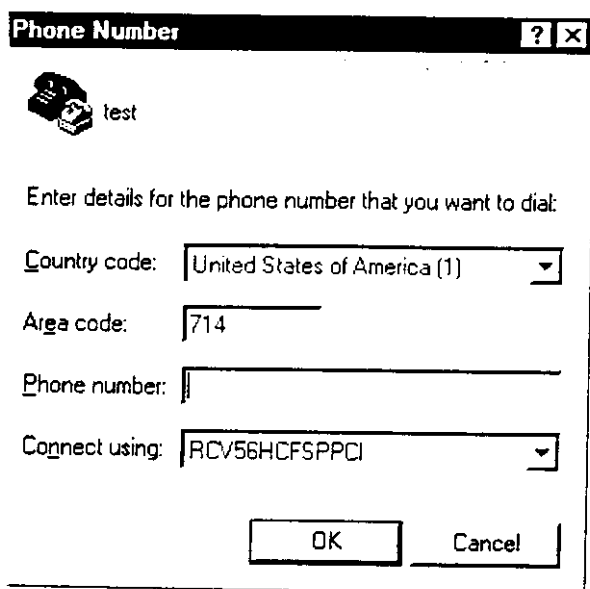 Phone Number
test
Enter details for the phone number that you want to dial:
Country code: United States of America (1)
Area code: 714
Phone number:
Connect using: RCV56HCFSPPCI
OK Cancel